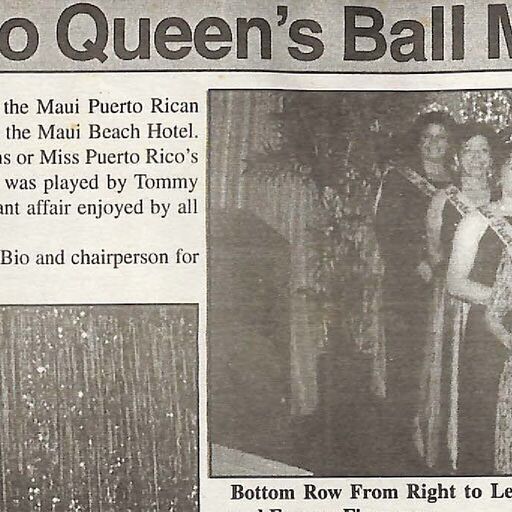 o Queen's Ball M
the Maui Puerto Rican
the Maui Beach Hotel.
ns or Miss Puerto Rico's
was played by Tommy
ant affair enjoyed by all
Bio and chairperson for
Bottom Row From Right to Le